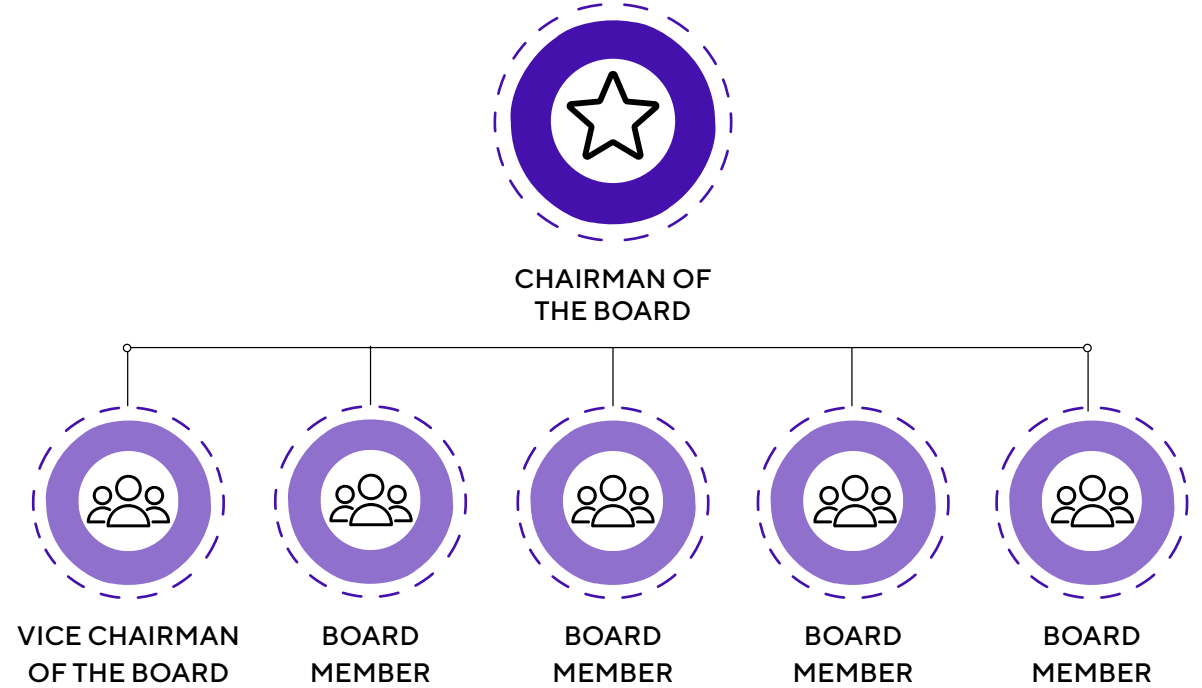 CHAIRMAN OF
THE BOARD
VICE CHAIRMAN
OF THE BOARD
BOARD
MEMBER
BOARD
MEMBER
BOARD
MEMBER
BOARD
MEMBER